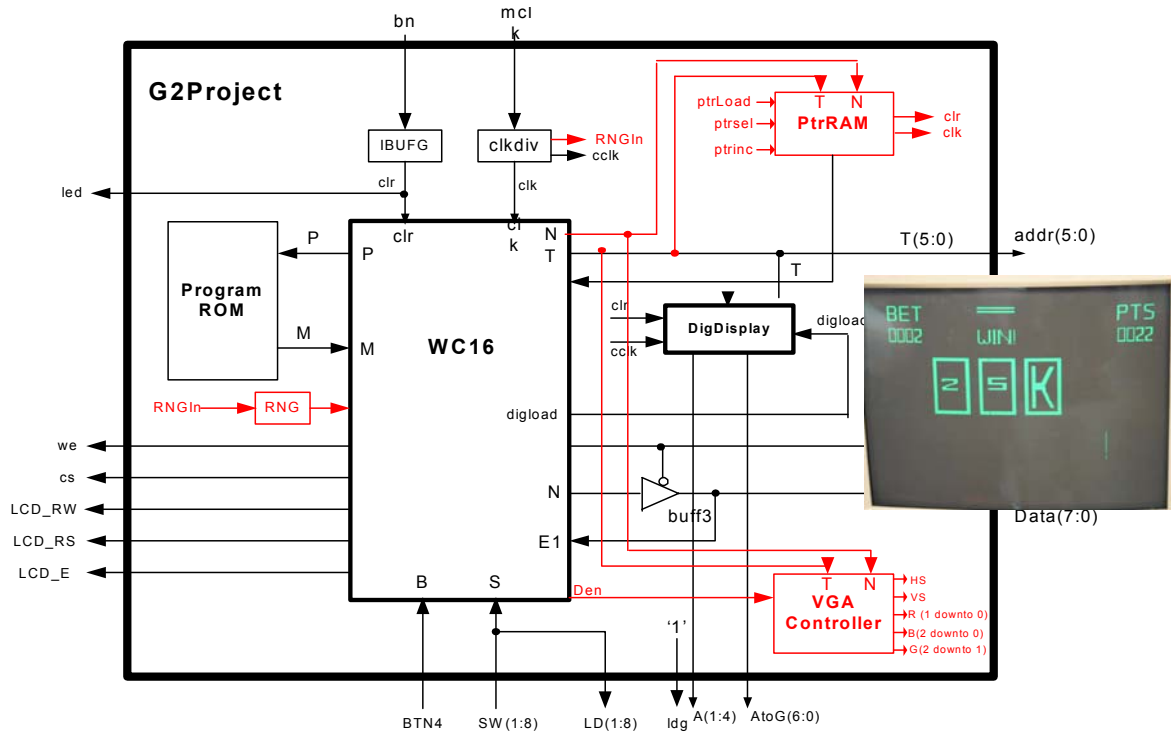 bn
mcl
k
G2Project
IBUFG
clkdiv
RNGIn
cclk
ptrLoad
ptrsel
ptrinc
T N
PtrRAM
clr
clk
led
clr
clk
clr
cl
k
N
T
T(5:0)
addr(5:0)
P
P
T
Program
ROM
M
M
WC16
clr
cclk
DigDisplay
digload
BET
0002
WIN!
PTS
0022
2 5 K
RNGIn
RNG
digload
we
cs
LCD_RW
LCD_RS
LCD_E
N
buff3
Data(7:0)
E1
B
S
Den
T N
VGA
Controller
HS
VS
R (1 downto 0)
B(2 downto 0)
G(2 downto 1)
‘1’
BTN4
SW(1:8)
LD(1:8)
ldg
A(1:4)
AtoG(6:0)